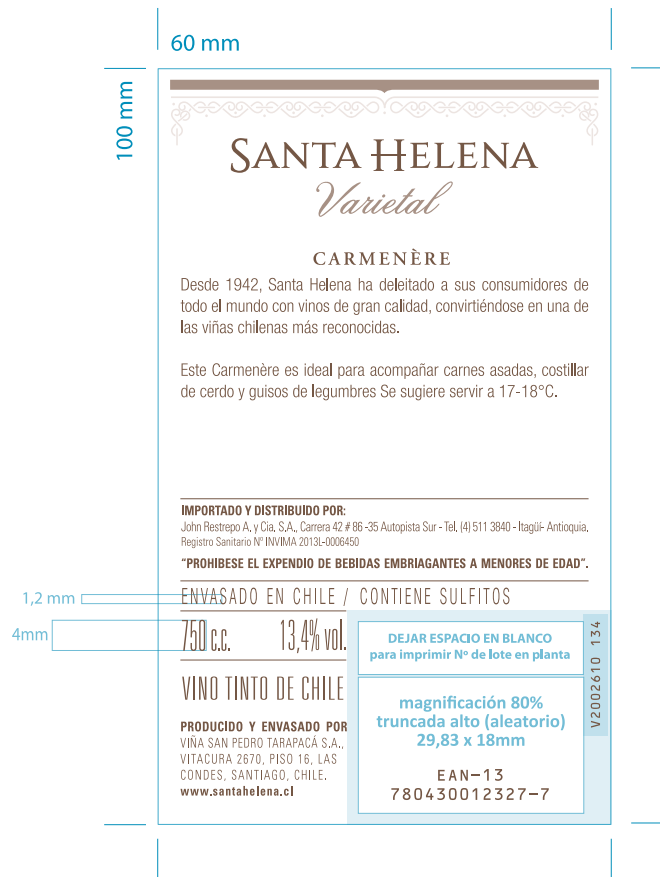 60 mm
100 mm
SANTA HELENA
Varietal
CARMENÈRE
Desde 1942, Santa Helena ha deleitado a sus consumidores de
todo el mundo con vinos de gran calidad, convirtiéndose en una de
las viñas chilenas más reconocidas.
Este Carmenère es ideal para acompañar carnes asadas, costillar
de cerdo y guisos de legumbres Se sugiere servir a 17-18°C.
IMPORTADO Y DISTRIBUIDO POR:
John Restrepo A. y Cia. S.A., Carrera 42 # 86 -35 Autopista Sur - Tel. (4) 511 3840 - Itagüí- Antioquia.
Registro Sanitario Nº INVIMA 2013L-0006450
“PROHIBESE EL EXPENDIO DE BEBIDAS EMBRIAGANTES A MENORES DE EDAD”.
1,2 mm
ENVASADO EN CHILE / CONTIENE SULFITOS
4mm
750 c.c. 13,4% vol.
VINO TINTO DE CHILE
PRODUCIDO Y ENVASADO POR
VIÑA SAN PEDRO TARAPACÁ S.A.,
VITACURA 2670, PISO 16, LAS
CONDES, SANTIAGO, CHILE.
www.santahelena.cl
DEJAR ESPACIO EN BLANCO
para imprimir Nº de lote en planta
V2002610 134
magnificación 80%
truncada alto (aleatorio)
29,83 x 18mm
EAN-13
780430012327-7